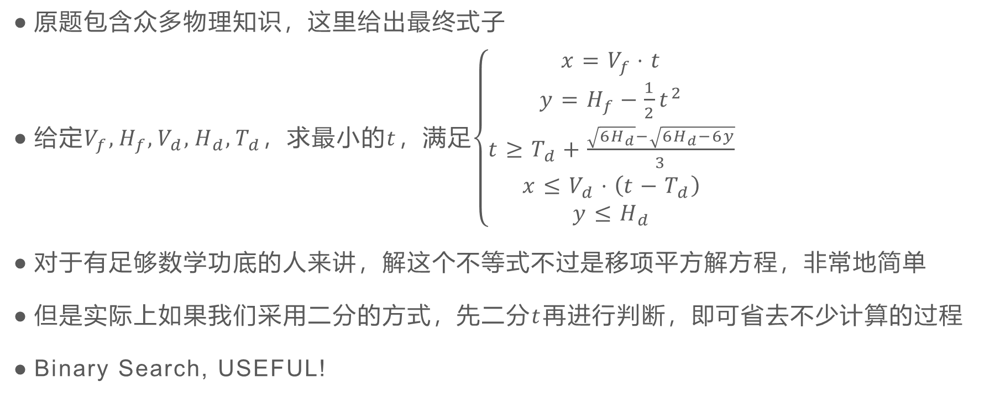 ● 原题包含众多物理知识，这里给出最终式子
● 给定$V_f, H_f, V_d, H_d, T_d$，求最小的$t$，满足
$x = V_f \cdot t$
$y = H_f - \frac{1}{2}t^2$
$t \geq T_d + \frac{\sqrt{6H_d} - \sqrt{6H_d - 6y}}{3}$
$x \leq V_d \cdot (t - T_d)$
$y \leq H_d$
● 对于有足够数学功底的人来讲，解这个不等式不过是移项平方解方程，非常地简单
● 但是实际上如果我们采用二分的方式，先二分$t$再进行判断，即可省去不少计算的过程
● Binary Search, USEFUL!